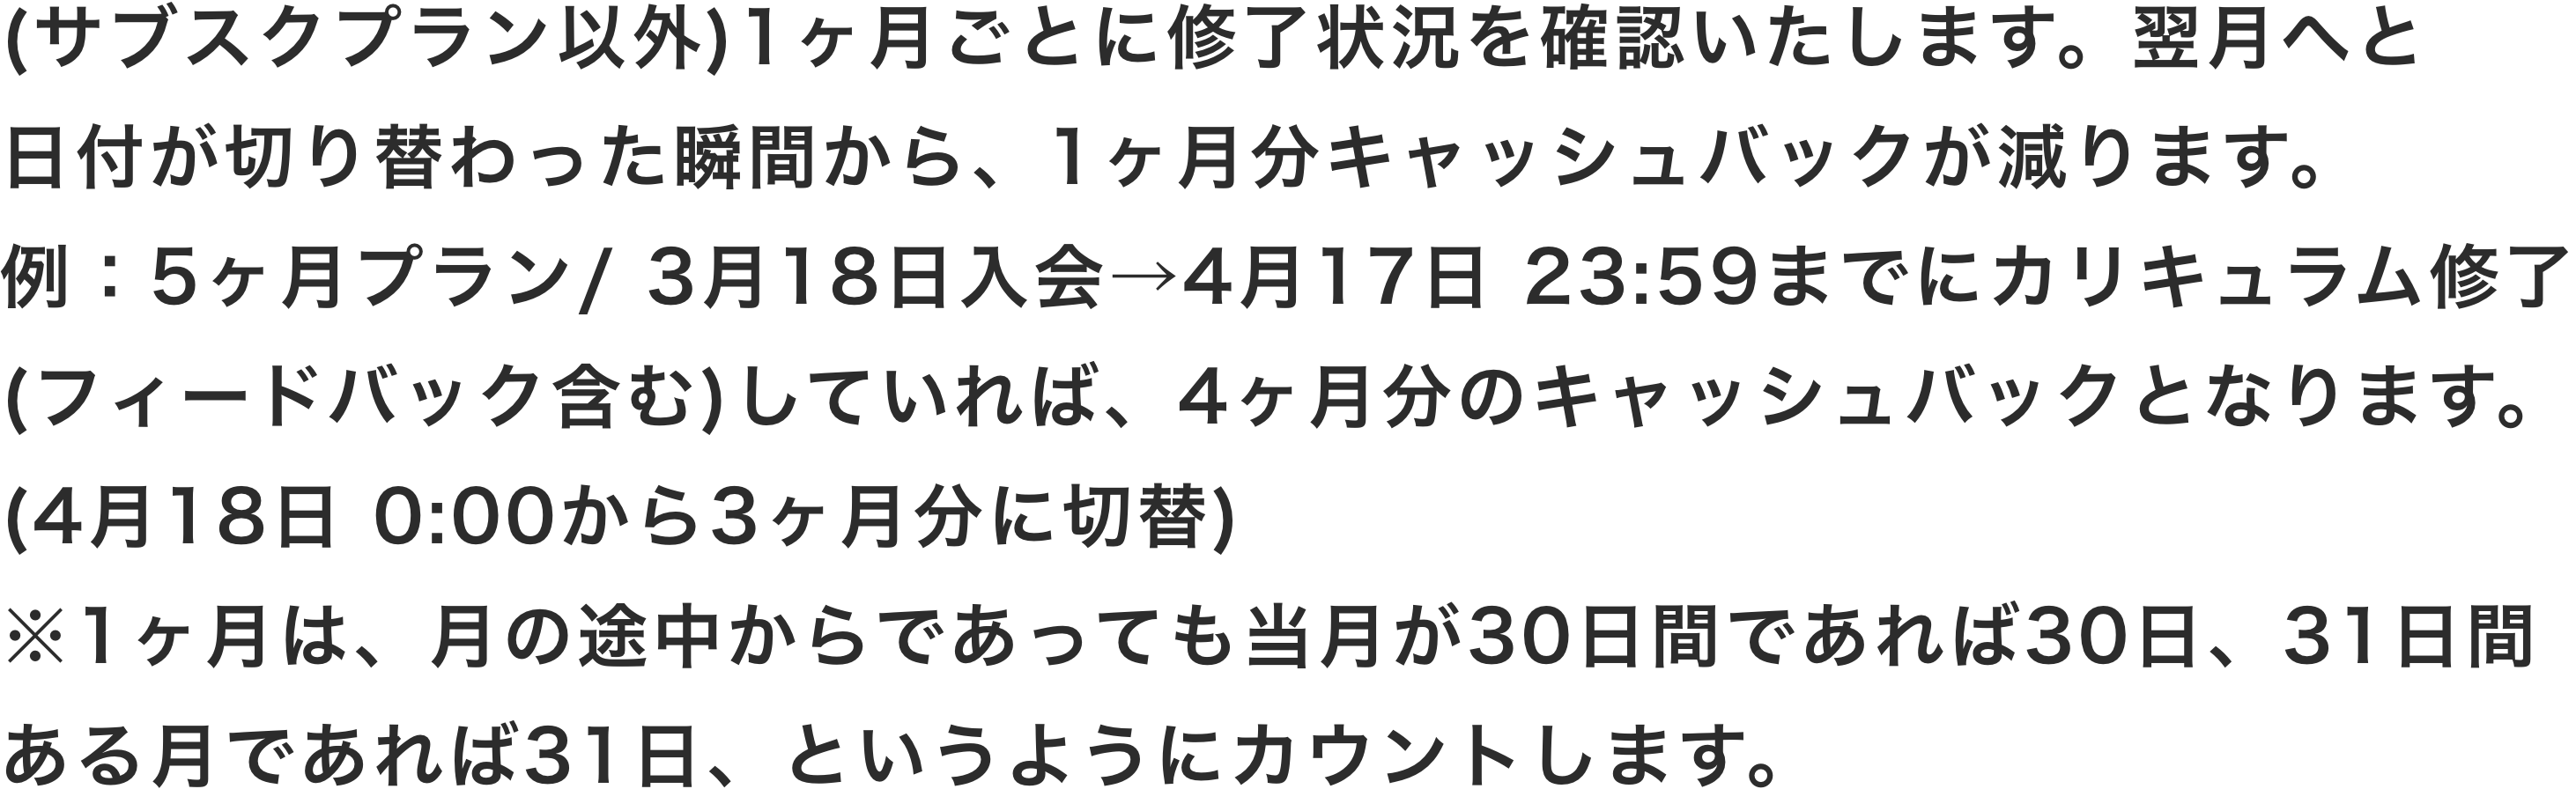 (サブスクプラン以外)1ヶ月ごとに修了状況を確認いたします。翌月へと
日付が切り替わった瞬間から、1ヶ月分キャッシュバックが減ります。
例：5ヶ月プラン/ 3月18日入会→4月17日 23:59までにカリキュラム修了
(フィードバック含む)していれば、4ヶ月分のキャッシュバックとなります。
(4月18日 0:00から3ヶ月分に切替)
※1ヶ月は、月の途中からであっても当月が30日間であれば30日、31日間
ある月であれば31日、というようにカウントします。